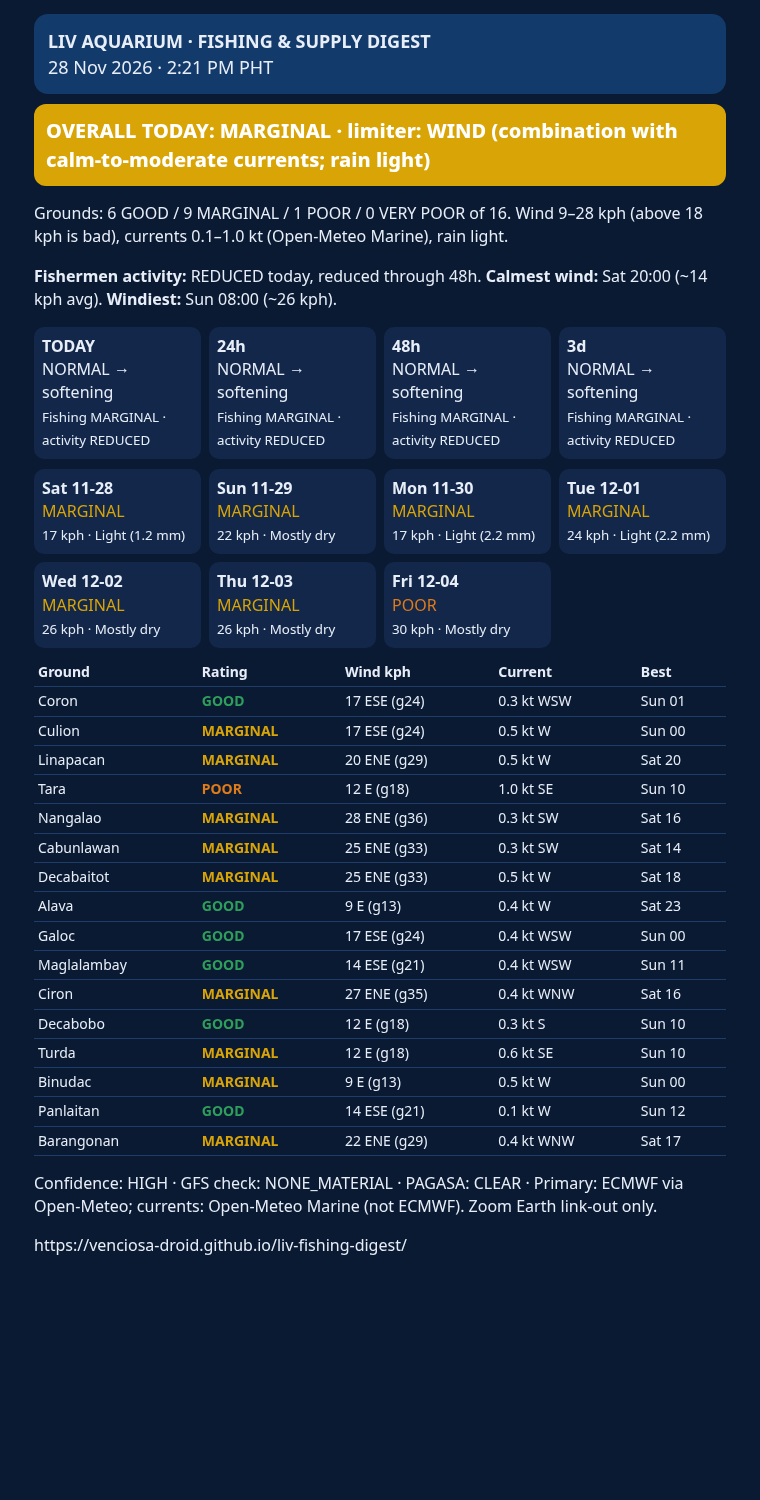 LIV AQUARIUM · FISHING & SUPPLY DIGEST
28 Nov 2026 · 2:21 PM PHT
OVERALL TODAY: MARGINAL · limiter: WIND (combination with
calm-to-moderate currents; rain light)
Grounds: 6 GOOD / 9 MARGINAL / 1 POOR / 0 VERY POOR of 16. Wind 9–28 kph (above 18
kph is bad), currents 0.1–1.0 kt (Open-Meteo Marine), rain light.
Fishermen activity: REDUCED today, reduced through 48h. Calmest wind: Sat 20:00 (~14
kph avg). Windiest: Sun 08:00 (~26 kph).
TODAY
NORMAL →
softening
Fishing MARGINAL ·
activity REDUCED
24h
NORMAL →
softening
Fishing MARGINAL ·
activity REDUCED
48h
NORMAL →
softening
Fishing MARGINAL ·
activity REDUCED
3d
NORMAL →
softening
Fishing MARGINAL ·
activity REDUCED
Sat 11-28
MARGINAL
17 kph · Light (1.2 mm)
Sun 11-29
MARGINAL
22 kph · Mostly dry
Mon 11-30
MARGINAL
17 kph · Light (2.2 mm)
Tue 12-01
MARGINAL
24 kph · Light (2.2 mm)
Wed 12-02
MARGINAL
26 kph · Mostly dry
Thu 12-03
MARGINAL
26 kph · Mostly dry
Fri 12-04
POOR
30 kph · Mostly dry
Ground Rating Wind kph Current Best
Coron GOOD 17 ESE (g24) 0.3 kt WSW Sun 01
Culion MARGINAL 17 ESE (g24) 0.5 kt W Sun 00
Linapacan MARGINAL 20 ENE (g29) 0.5 kt W Sat 20
Tara POOR 12 E (g18) 1.0 kt SE Sun 10
Nangalao MARGINAL 28 ENE (g36) 0.3 kt SW Sat 16
Cabunlawan MARGINAL 25 ENE (g33) 0.3 kt SW Sat 14
Decabaitot MARGINAL 25 ENE (g33) 0.5 kt W Sat 18
Alava GOOD 9 E (g13) 0.4 kt W Sat 23
Galoc GOOD 17 ESE (g24) 0.4 kt WSW Sun 00
Maglalambay GOOD 14 ESE (g21) 0.4 kt WSW Sun 11
Ciron MARGINAL 27 ENE (g35) 0.4 kt WNW Sat 16
Decabobo GOOD 12 E (g18) 0.3 kt S Sun 10
Turda MARGINAL 12 E (g18) 0.6 kt SE Sun 10
Binudac MARGINAL 9 E (g13) 0.5 kt W Sun 00
Panlaitan GOOD 14 ESE (g21) 0.1 kt W Sun 12
Barangonan MARGINAL 22 ENE (g29) 0.4 kt WNW Sat 17
Confidence: HIGH · GFS check: NONE_MATERIAL · PAGASA: CLEAR · Primary: ECMWF via
Open-Meteo; currents: Open-Meteo Marine (not ECMWF). Zoom Earth link-out only.
https://venciosa-droid.github.io/liv-fishing-digest/